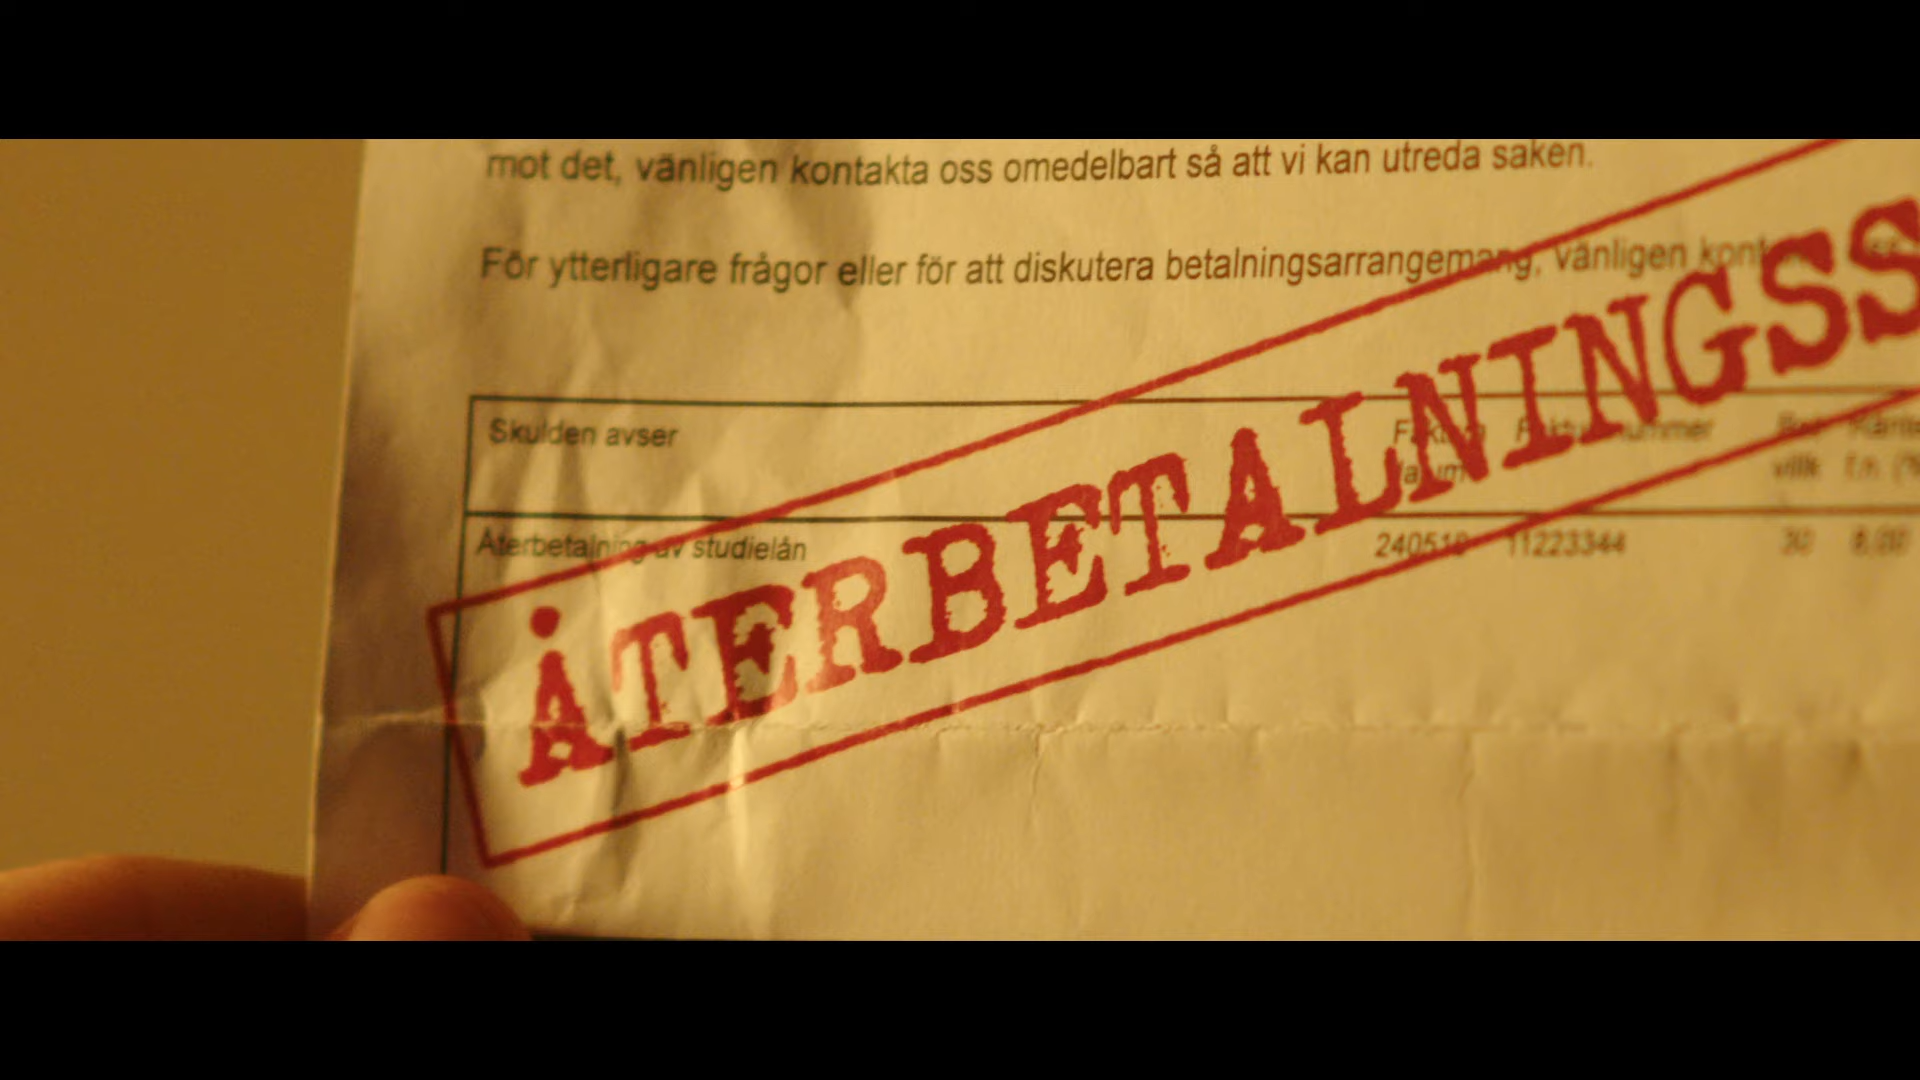 mot det, vänligen kontakta oss omedelbart så att vi kan utreda saken.
För ytterligare frågor eller för att diskutera betalningsarrangemang, vänligen
Skulden avser
Återbetalning av studielån
11223344
30
ÅTERBETALNINGSS